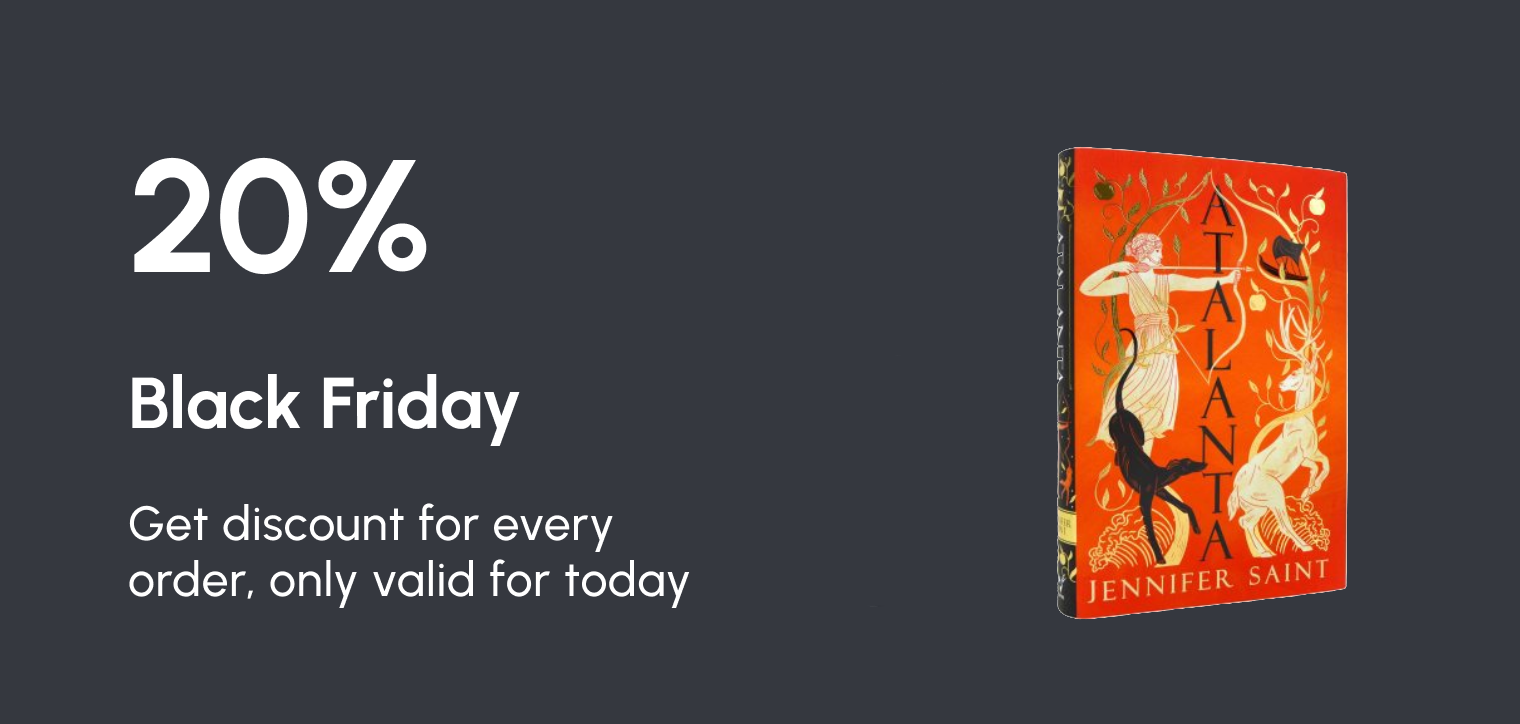 20%
Black Friday
Get discount for every
order, only valid for today
ATALANTA
JENNIFER SAINT